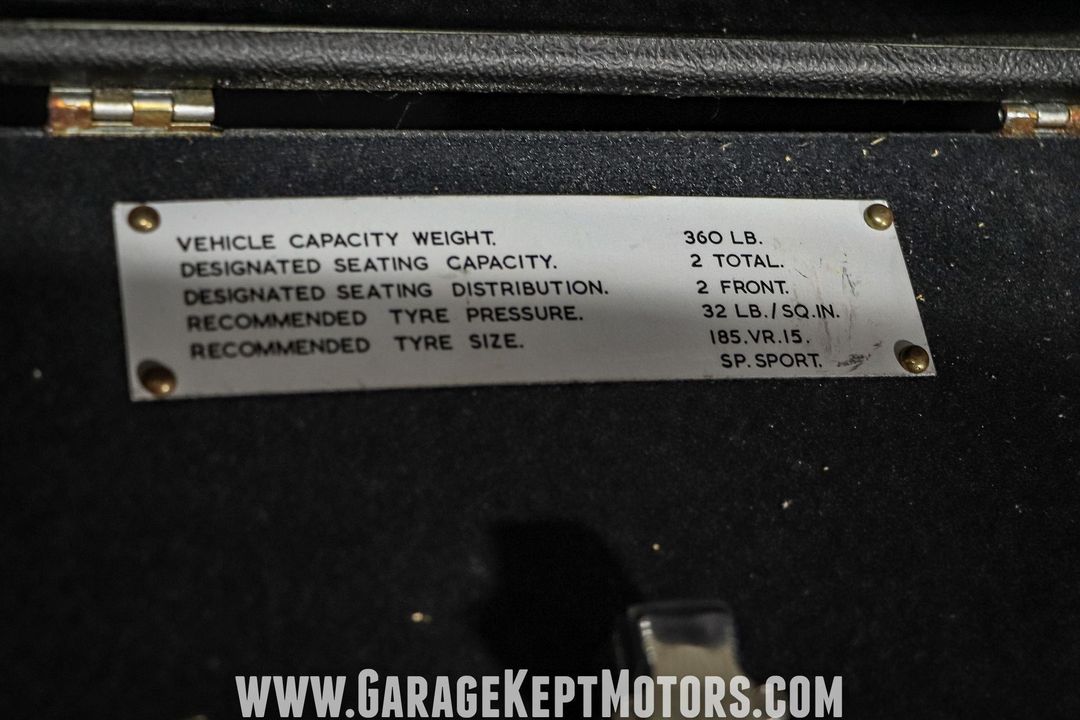 VEHICLE CAPACITY WEIGHT. 360 LB.
DESIGNATED SEATING CAPACITY. 2 TOTAL.
DESIGNATED SEATING DISTRIBUTION. 2 FRONT.
RECOMMENDED TYRE PRESSURE. 32 LB./SQ.IN.
RECOMMENDED TYRE SIZE. 185.VR.15.
SP.SPORT.
WWW.GARAGEKEPTMOTORS.COM